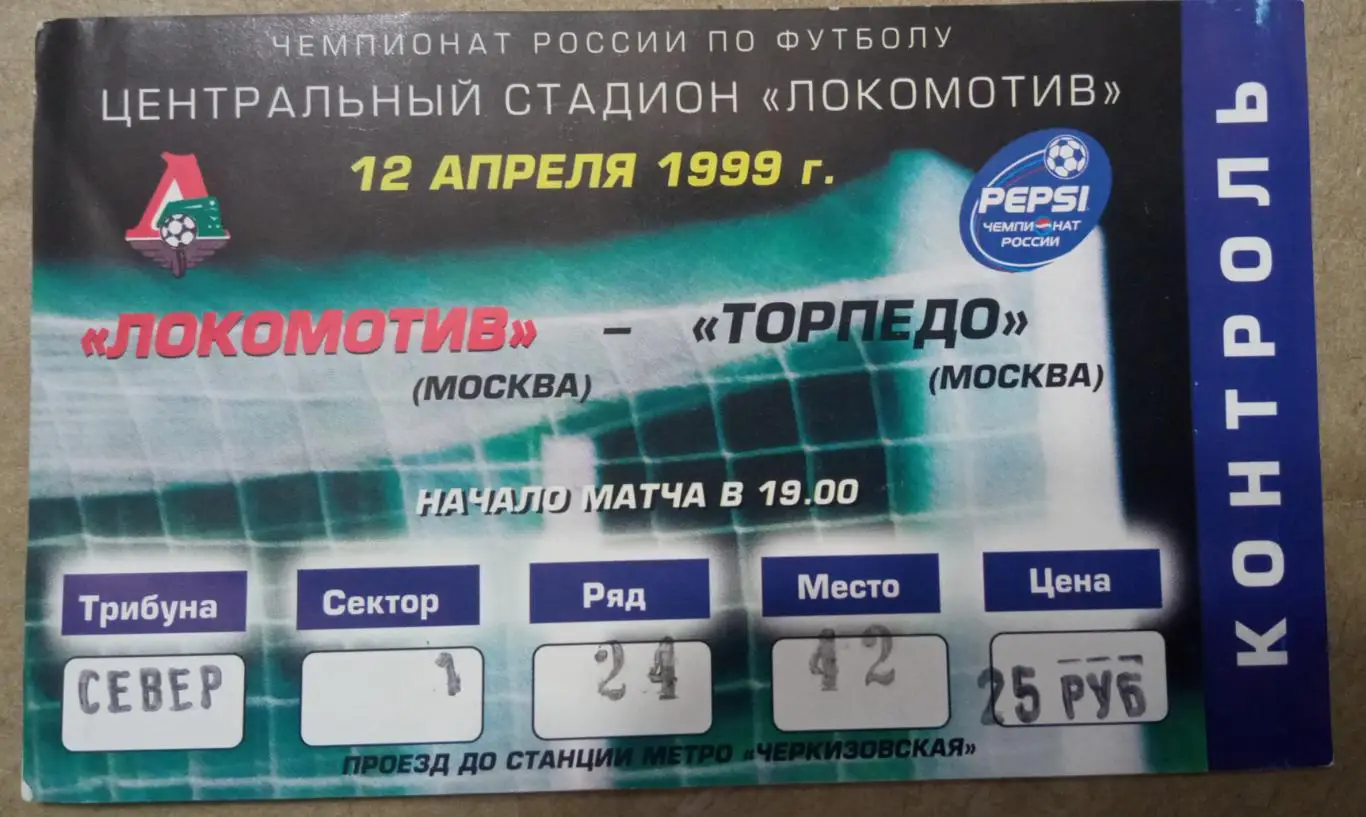 ЧЕМПИОНАТ РОССИИ ПО ФУТБОЛУ
ЦЕНТРАЛЬНЫЙ СТАДИОН «ЛОКОМОТИВ»
12 АПРЕЛЯ 1999 г.
PEPSI
ЧЕМПИОНАТ
РОССИИ
«ЛОКОМОТИВ» – «ТОРПЕДО»
(МОСКВА) (МОСКВА)
НАЧАЛО МАТЧА В 19.00
Трибуна Сектор Ряд Место Цена
СЕВЕР 1 24 42 25 РУБ
ПРОЕЗД ДО СТАНЦИИ МЕТРО «ЧЕРКИЗОВСКАЯ»
КОНТРОЛЬ